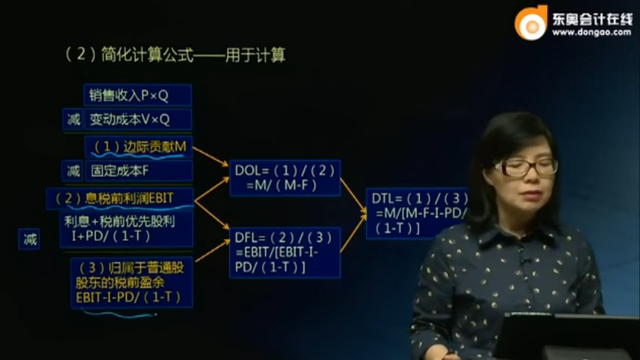 东奥会计在线
www.dongao.com
（2）简化计算公式——用于计算
销售收入P×Q
减 变动成本V×Q
（1）边际贡献M
减 固定成本F
（2）息税前利润EBIT
减 利息+税前优先股利
I+PD/（1-T）
（3）归属于普通股
股东的税前盈余
EBIT-I-PD/（1-T）
DOL=（1）/（2）
=M/（M-F）
DFL=（2）/（3）
=EBIT/[EBIT-I-
PD/（1-T）]
DTL=（1）/（3）
=M/[M-F-I-PD/
（1-T）]